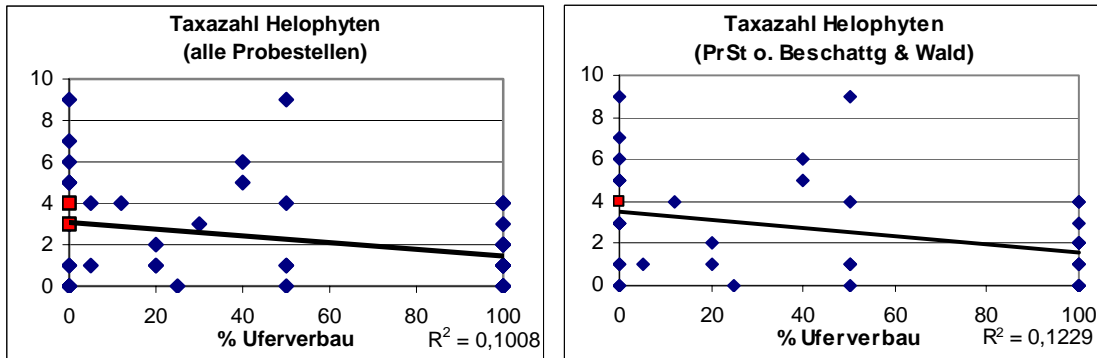 Taxazahl Helophyten
(alle Probestellen)
10
8
6
4
2
0
0 20 40 60 80 100
% Uferverbau
R² = 0,1008
Taxazahl Helophyten
(PrSt o. Beschattg & Wald)
10
8
6
4
2
0
0 20 40 60 80 100
% Uferverbau
R² = 0,1229